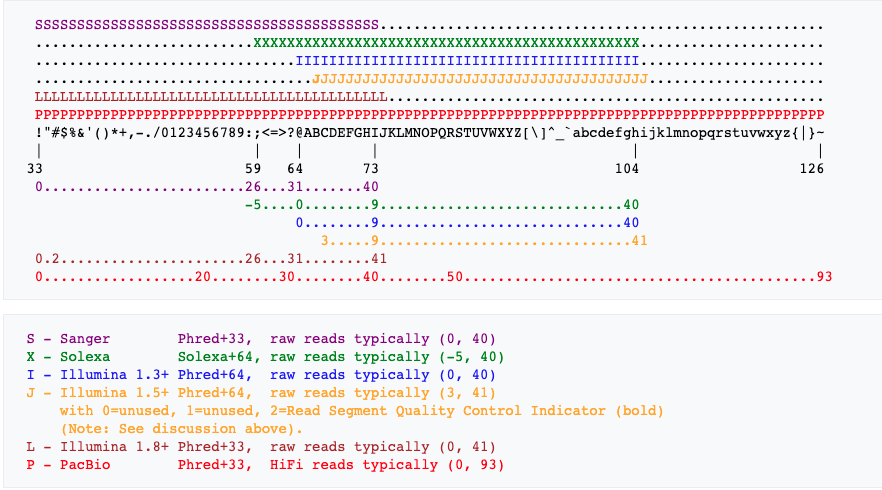 SSSSSSSSSSSSSSSSSSSSSSSSSSSSSSSSSSSSSSSSS.....................................................
..........................XXXXXXXXXXXXXXXXXXXXXXXXXXXXXXXXXXXXXXXXXXXXXX......................
...............................IIIIIIIIIIIIIIIIIIIIIIIIIIIIIIIIIIIIIIIII......................
.................................JJJJJJJJJJJJJJJJJJJJJJJJJJJJJJJJJJJJJJJJ.....................
LLLLLLLLLLLLLLLLLLLLLLLLLLLLLLLLLLLLLLLLLL....................................................
PPPPPPPPPPPPPPPPPPPPPPPPPPPPPPPPPPPPPPPPPPPPPPPPPPPPPPPPPPPPPPPPPPPPPPPPPPPPPPPPPPPPPPPPPPPPPP
!"#$%&'()*+,-./0123456789:;<=>?@ABCDEFGHIJKLMNOPQRSTUVWXYZ[\]^_`abcdefghijklmnopqrstuvwxyz{|}~
| | | | | |
33 59 64 73 104 126
0........................26...31.......40
-5....0........9.............................40
0........9.............................40
3.....9..............................41
0.2......................26...31........41
0..................20........30........40........50..........................................93
S - Sanger Phred+33, raw reads typically (0, 40)
X - Solexa Solexa+64, raw reads typically (-5, 40)
I - Illumina 1.3+ Phred+64, raw reads typically (0, 40)
J - Illumina 1.5+ Phred+64, raw reads typically (3, 41)
with 0=unused, 1=unused, 2=Read Segment Quality Control Indicator (bold)
(Note: See discussion above).
L - Illumina 1.8+ Phred+33, raw reads typically (0, 41)
P - PacBio Phred+33, HiFi reads typically (0, 93)